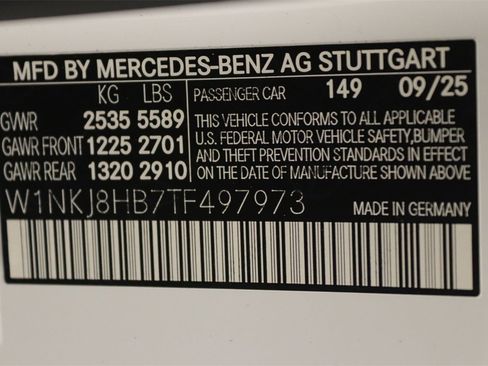 MFD BY MERCEDES-BENZ AG STUTTGART
KG LBS PASSENGER CAR 149 09/25
GVWR 2535 5589
GAWR FRONT 1225 2701
GAWR REAR 1320 2910
THIS VEHICLE CONFORMS TO ALL APPLICABLE
U.S. FEDERAL MOTOR VEHICLE SAFETY, BUMPER
AND THEFT PREVENTION STANDARDS IN EFFECT
ON THE DATE OF MANUFACTURE SHOWN ABOVE
W1NKJ8HB7TF497973 MADE IN GERMANY